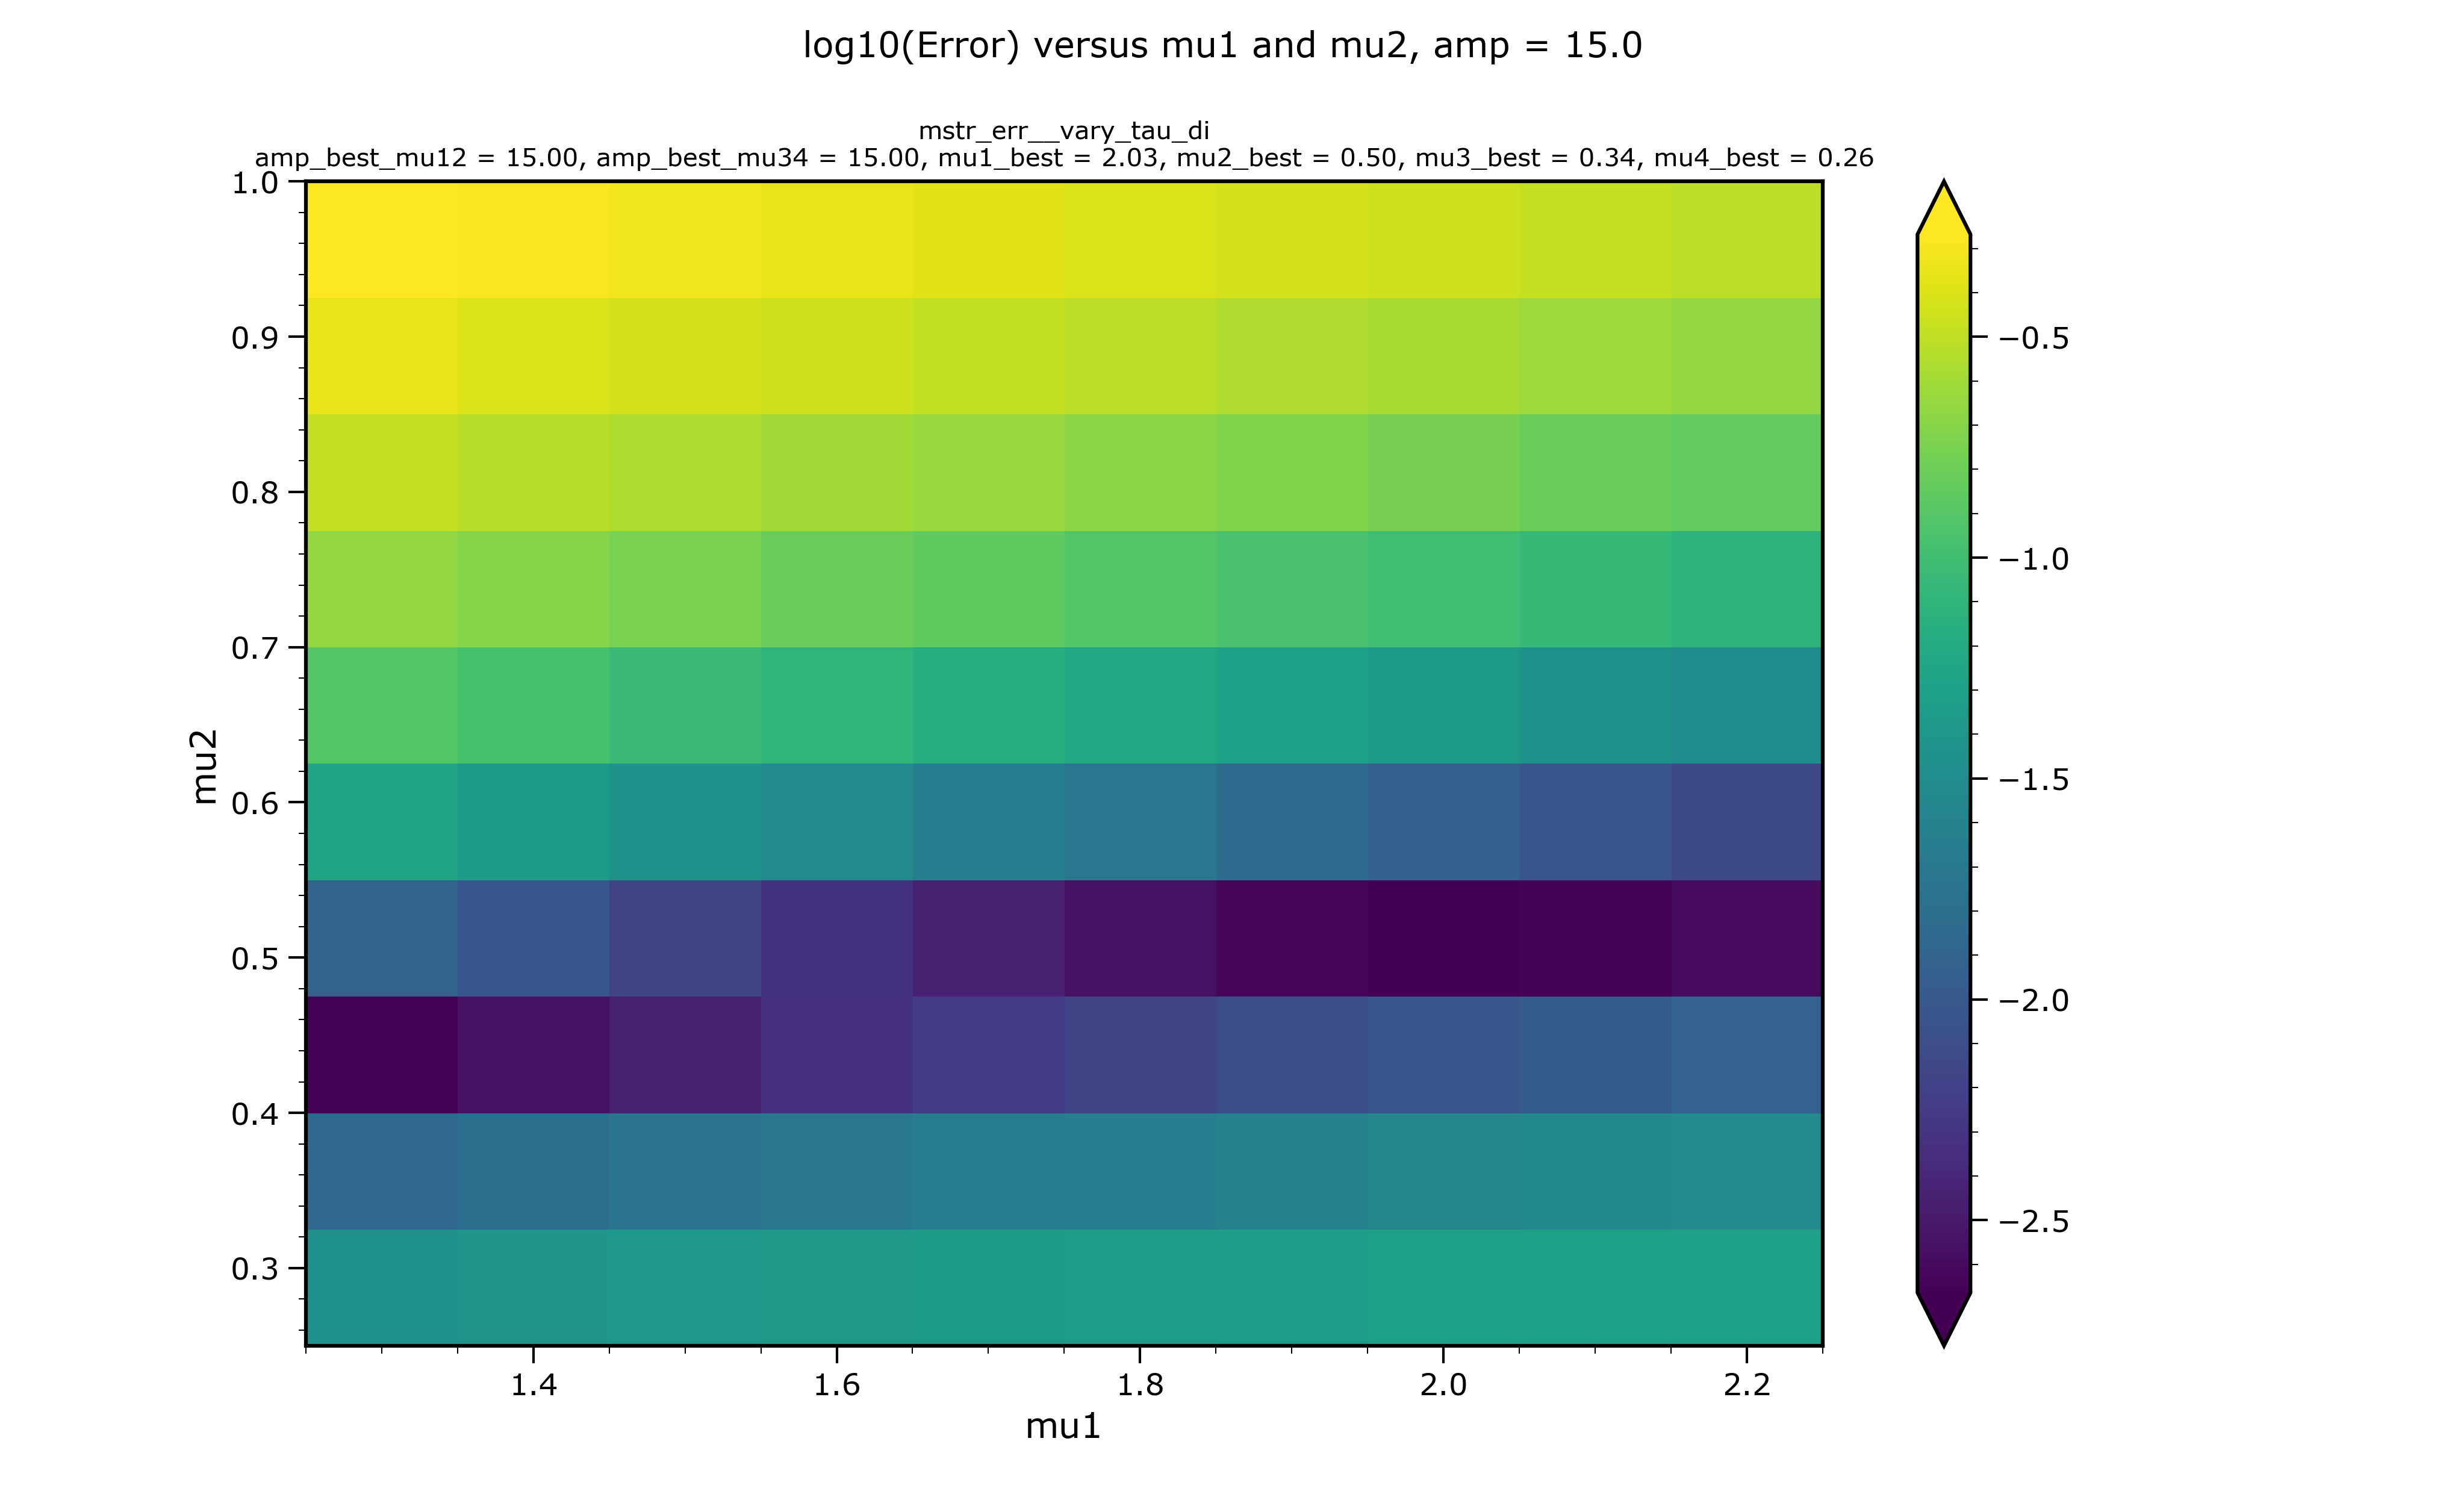 log10(Error) versus mu1 and mu2, amp = 15.0
mstr_err__vary_tau_di
amp_best_mu12 = 15.00, amp_best_mu34 = 15.00, mu1_best = 2.03, mu2_best = 0.50, mu3_best = 0.34, mu4_best = 0.26
1.0
0.9
0.8
0.7
0.6
0.5
0.4
0.3
mu2
1.4 1.6 1.8 2.0 2.2
mu1
−0.5
−1.0
−1.5
−2.0
−2.5